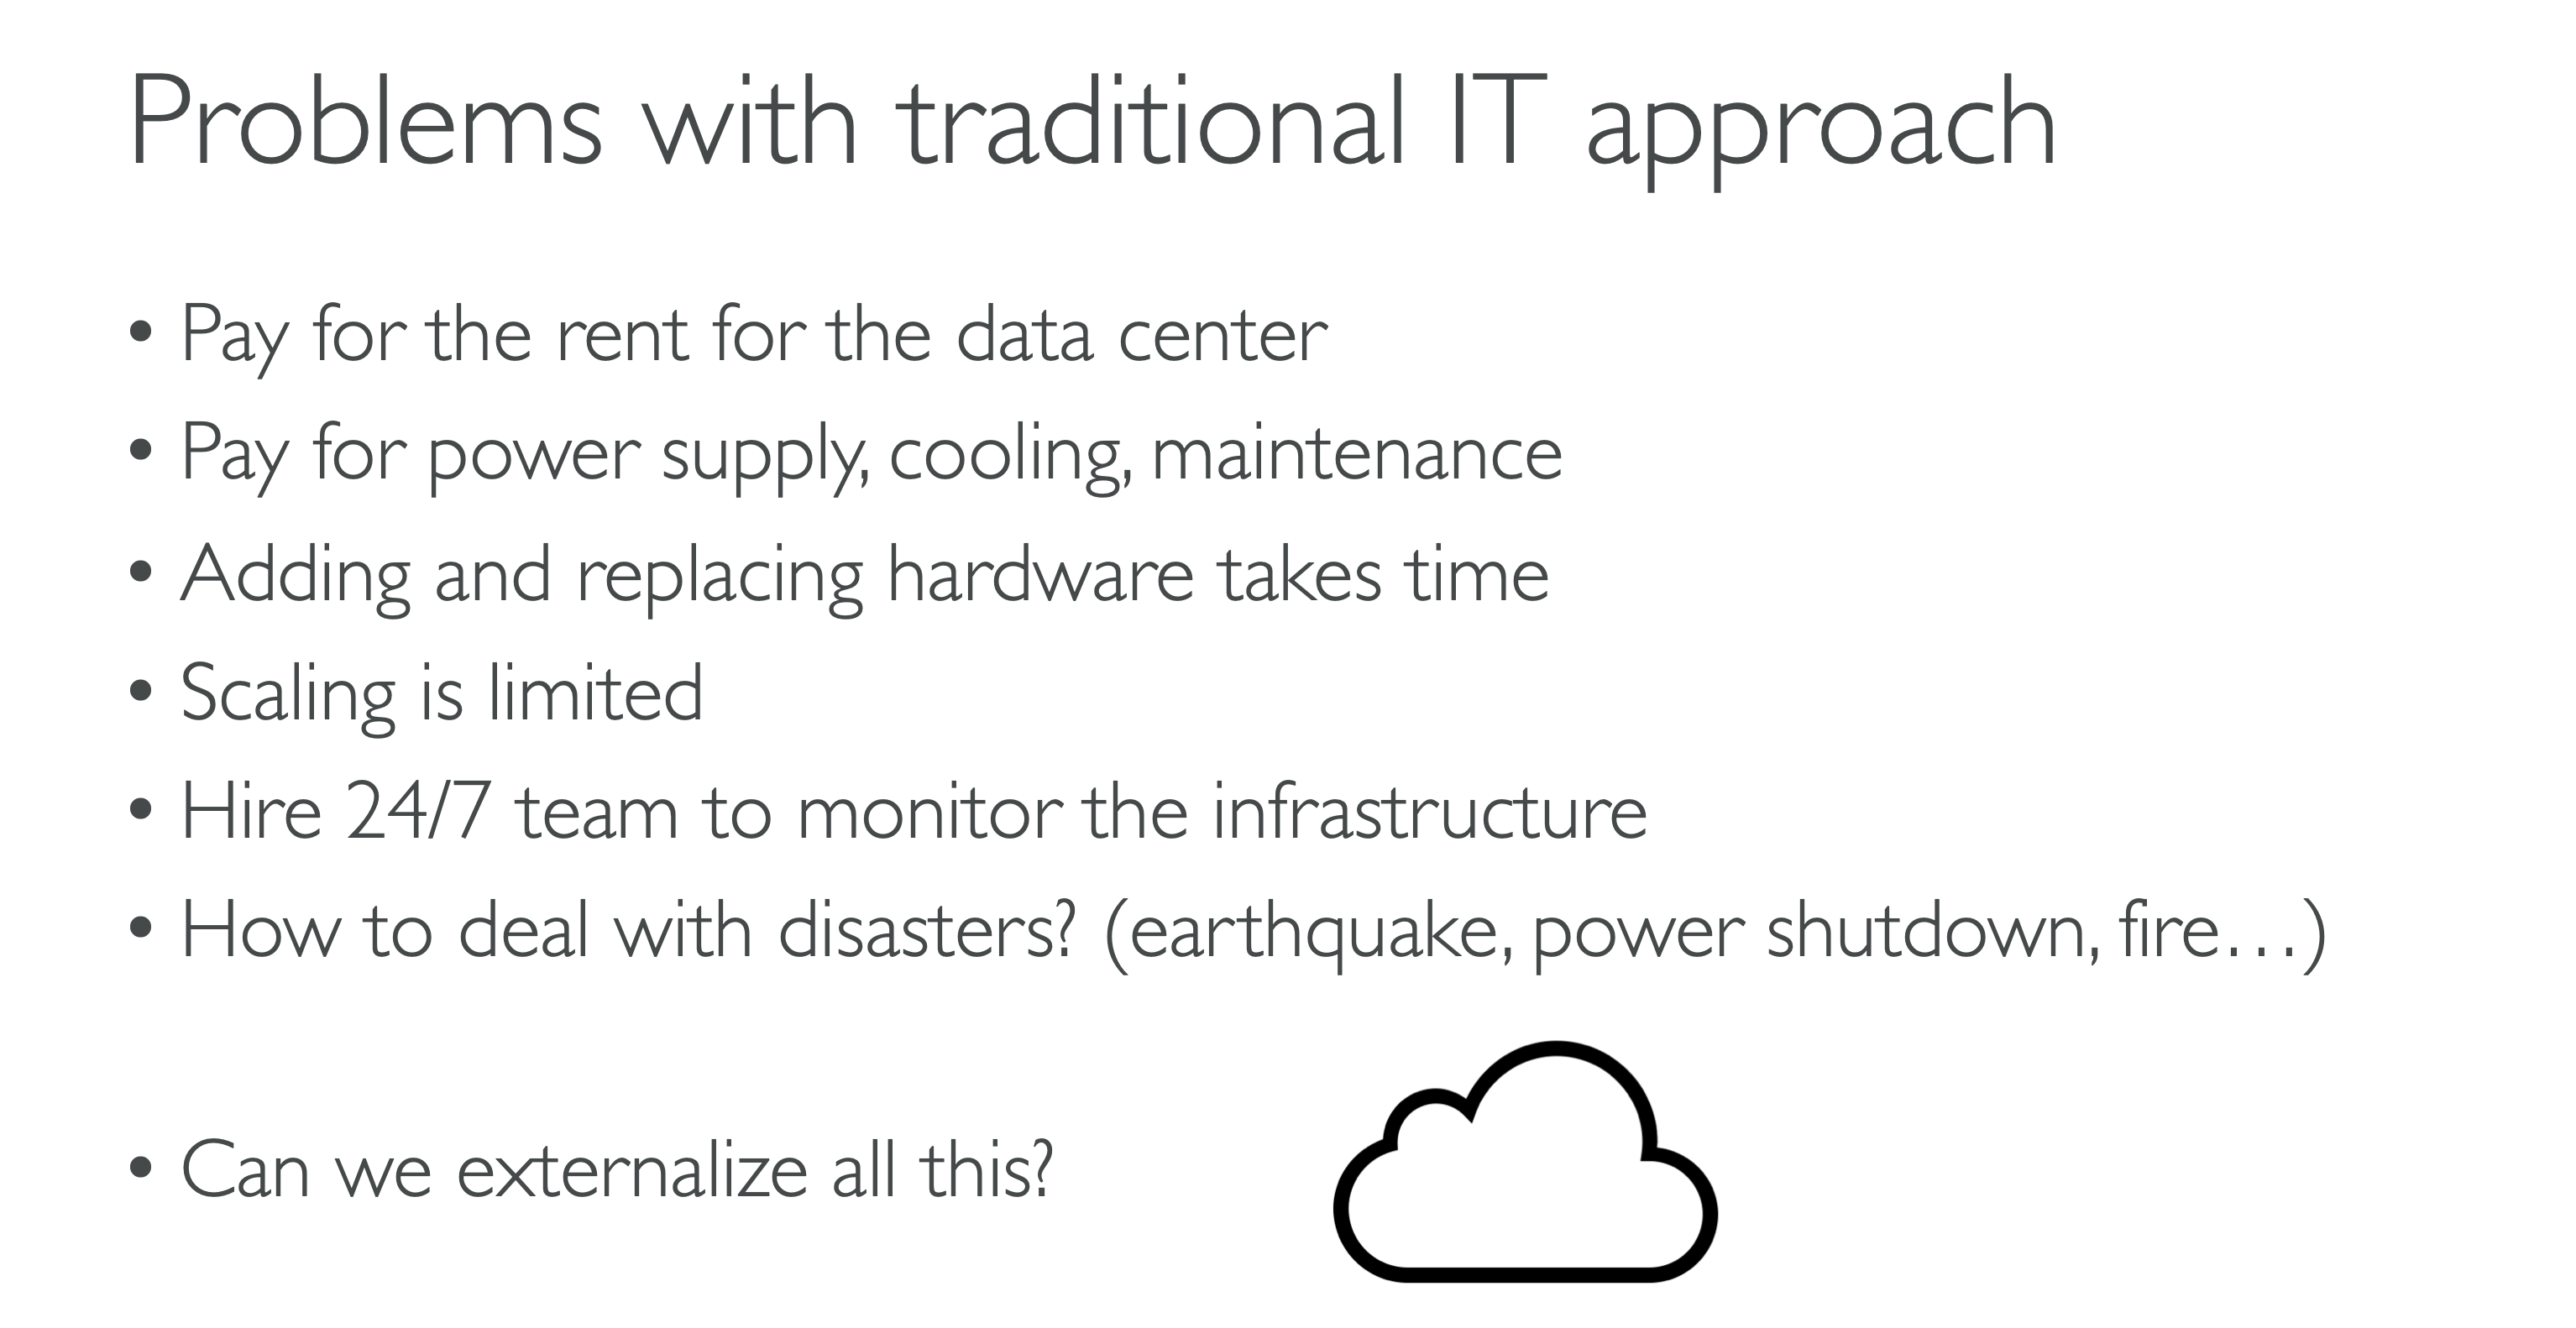 Problems with traditional IT approach
• Pay for the rent for the data center
• Pay for power supply, cooling, maintenance
• Adding and replacing hardware takes time
• Scaling is limited
• Hire 24/7 team to monitor the infrastructure
• How to deal with disasters? (earthquake, power shutdown, fire…)
• Can we externalize all this?